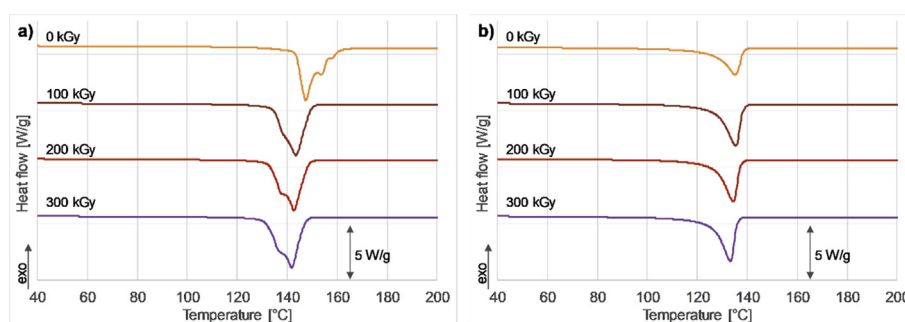 a)
0 kGy
100 kGy
200 kGy
300 kGy
Heat flow [W/g]
exo
5 W/g
40 60 80 100 120 140 160 180 200
Temperature [°C]
b)
0 kGy
100 kGy
200 kGy
300 kGy
Heat flow [W/g]
exo
5 W/g
40 60 80 100 120 140 160 180 200
Temperature [°C]